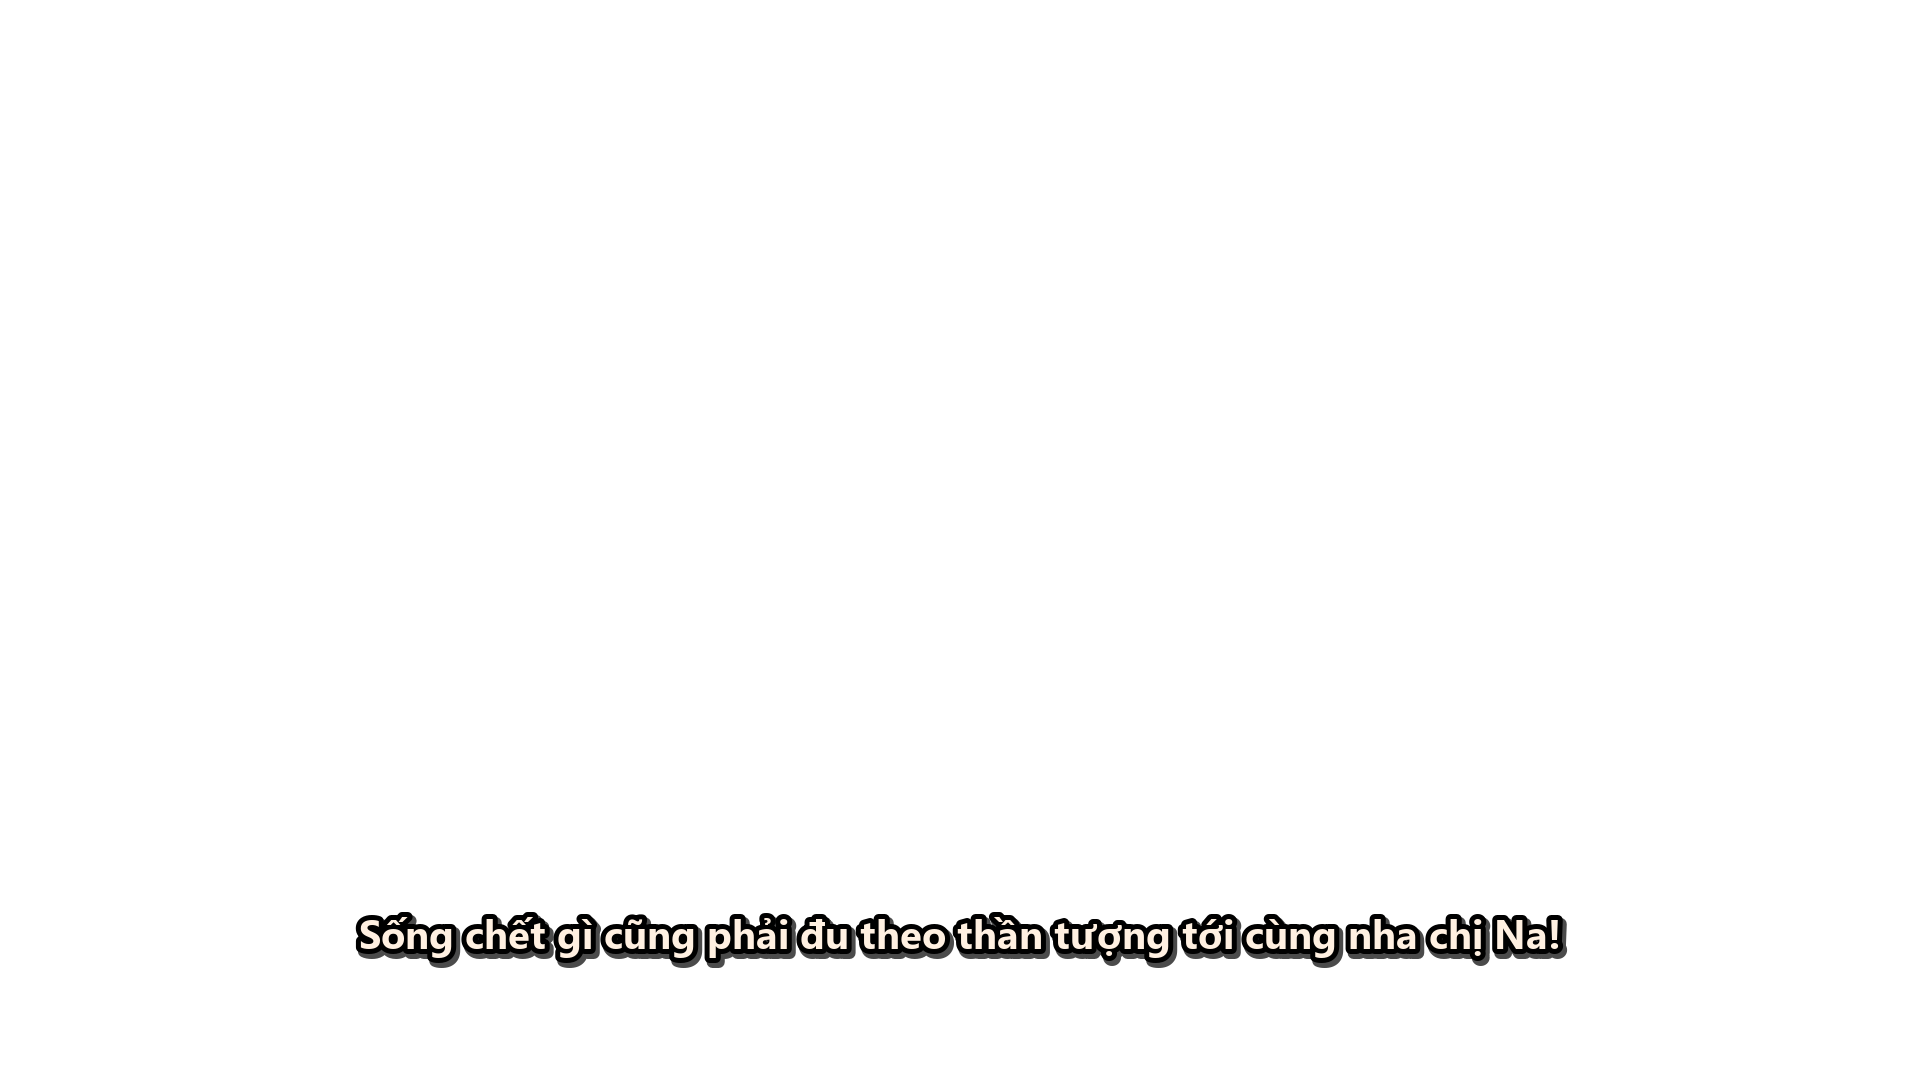 Sống chết gì cũng phải đu theo thần tượng tới cùng nha chị Na!